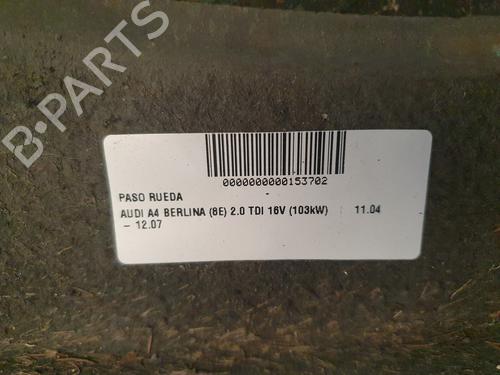 B-PARTS
0000000000153702
PASO RUEDA -
AUDI A4 BERLINA (8E) 2.0 TDI 16V (103kW) 11.04
– 12.07